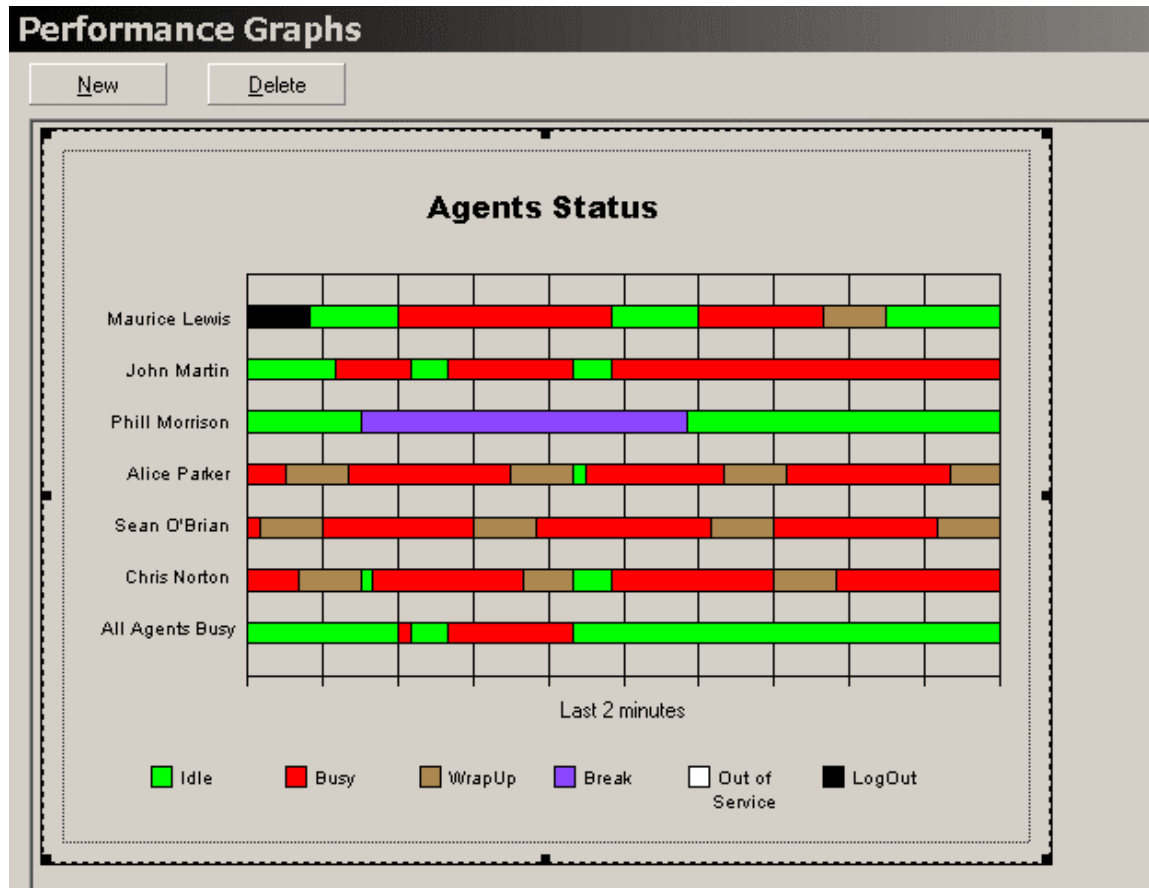 Performance Graphs
New
Delete
Agents Status
Maurice Lewis
John Martin
Phill Morrison
Alice Parker
Sean O'Brian
Chris Norton
All Agents Busy
Last 2 minutes
Idle
Busy
WrapUp
Break
Out of
Service
LogOut